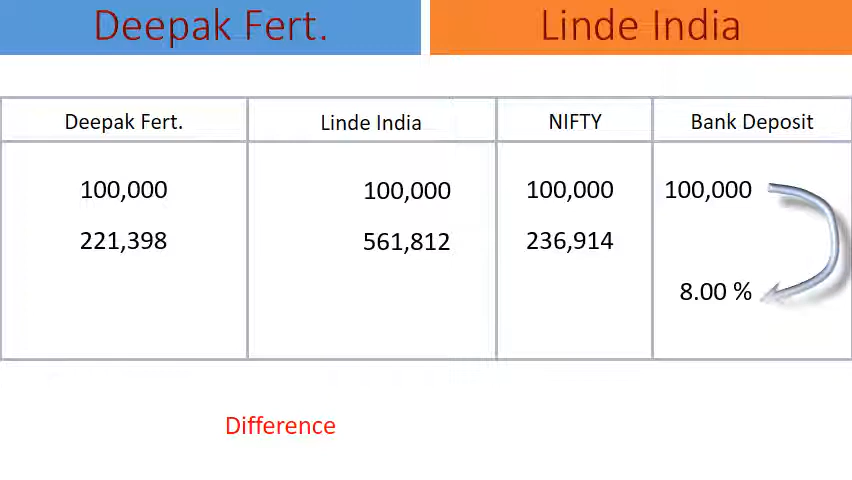 Deepak Fert. Linde India
Deepak Fert. Linde India NIFTY Bank Deposit
100,000 100,000 100,000 100,000
221,398 561,812 236,914
8.00 %
Difference